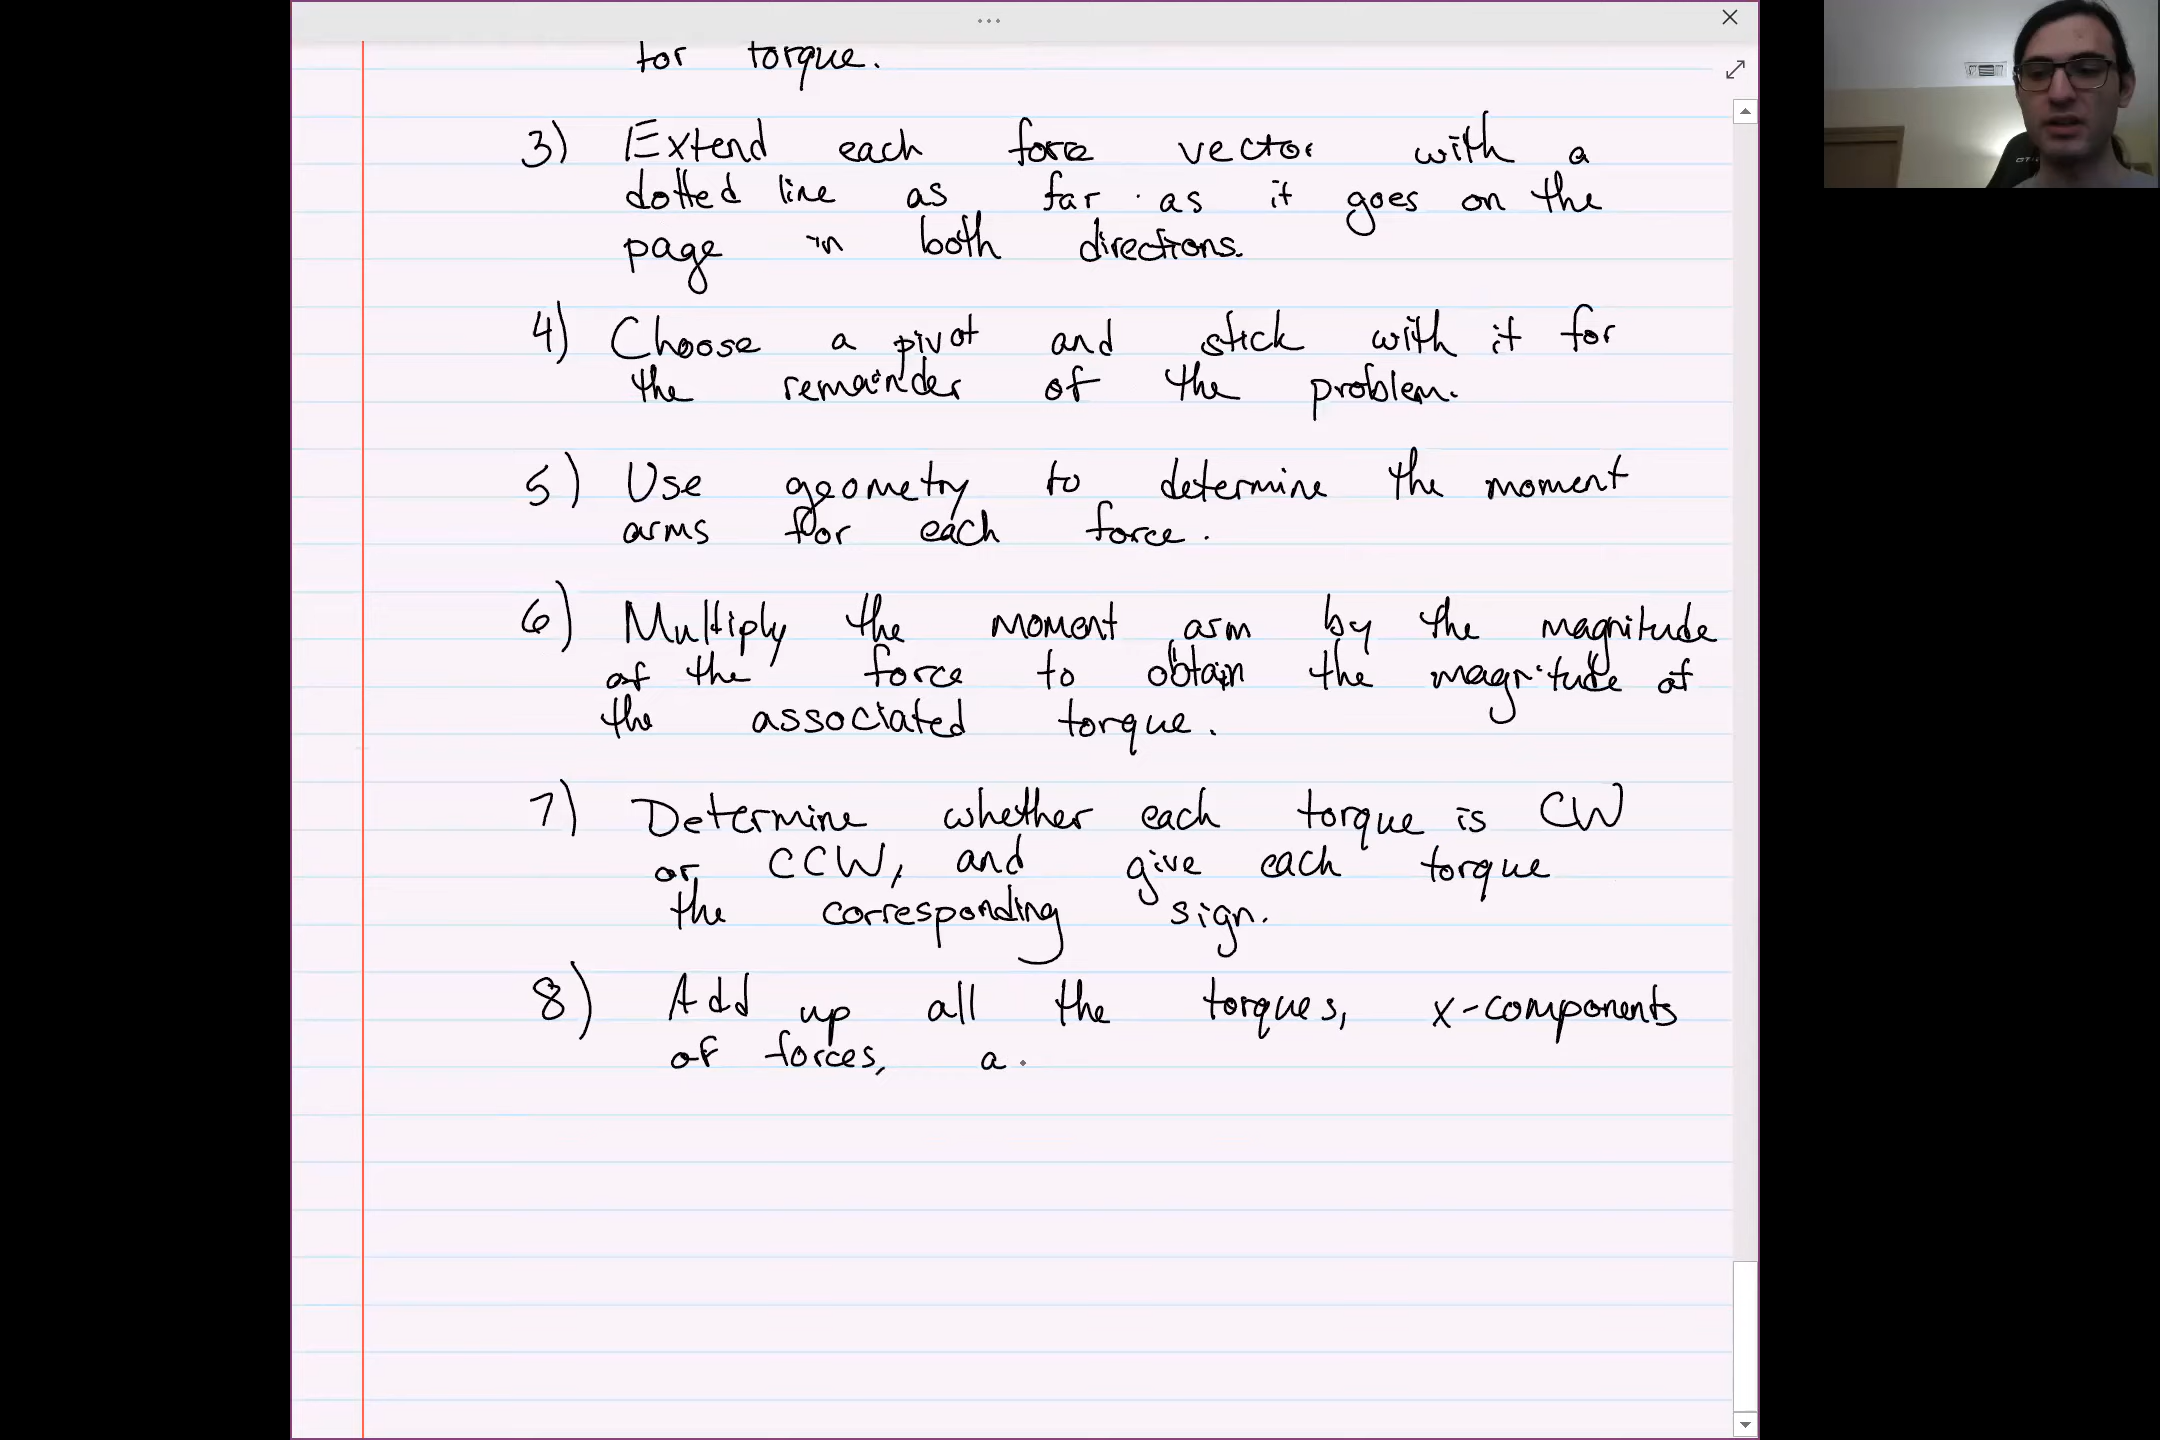 for torque.
3) Extend each force vector with a
dotted line as far as it goes on the
page in both directions.
4) Choose a pivot and stick with it for
the remainder of the problem.
5) Use geometry to determine the moment
arms for each force.
6) Multiply the moment arm by the magnitude
of the force to obtain the magnitude of
the associated torque.
7) Determine whether each torque is CW
or CCW, and give each torque
the corresponding sign.
8) Add up all the torques, x-components
of forces, a